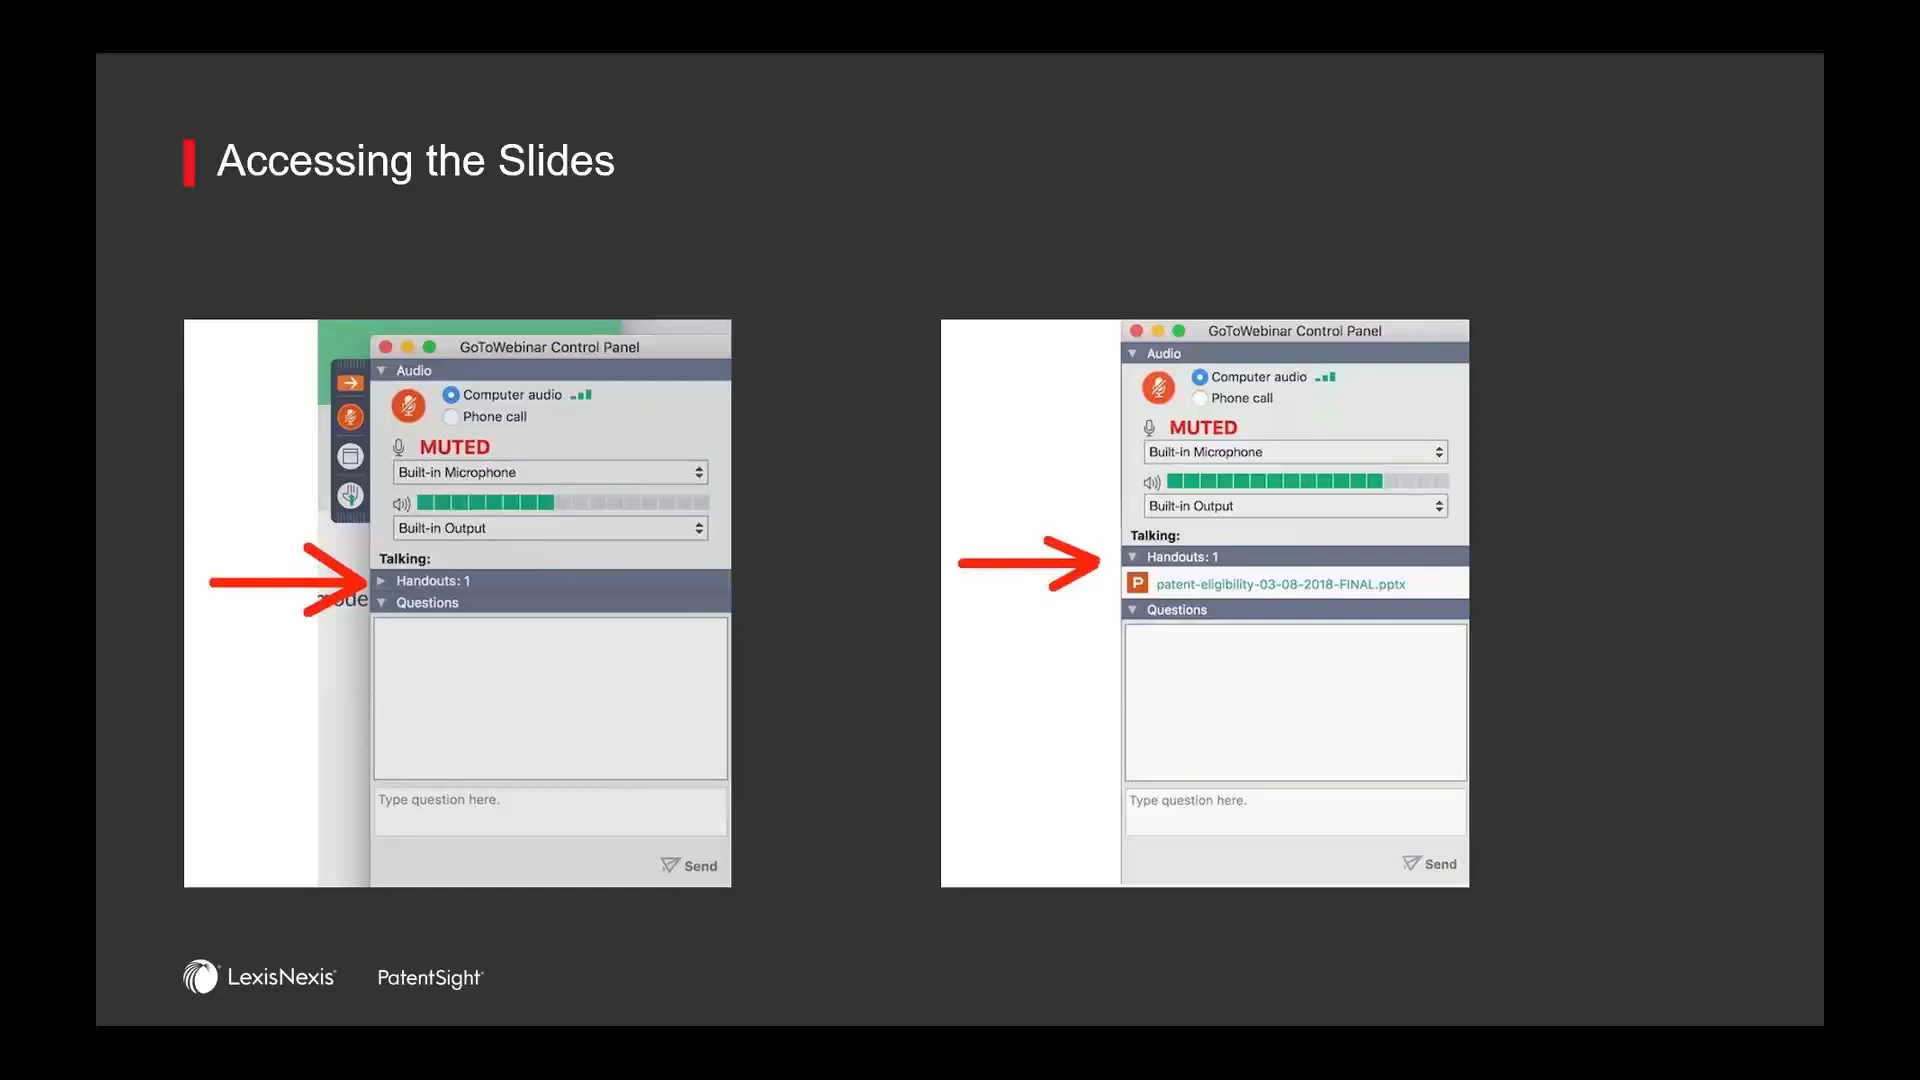 Accessing the Slides
GoToWebinar Control Panel
Audio
Computer audio
Phone call
MUTED
Built-in Microphone
Built-in Output
Talking:
Handouts: 1
Questions
Type question here.
Send
GoToWebinar Control Panel
Audio
Computer audio
Phone call
MUTED
Built-in Microphone
Built-in Output
Talking:
Handouts: 1
P patent-eligibility-03-08-2018-FINAL.pptx
Questions
Type question here.
Send
LexisNexis® PatentSight®